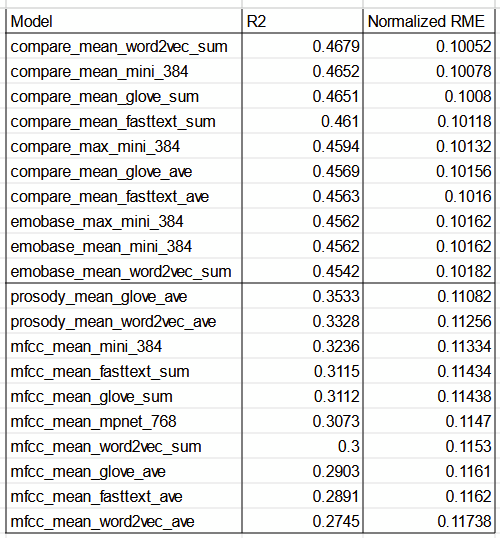 Model R2 Normalized RME
compare_mean_word2vec_sum 0.4679 0.10052
compare_mean_mini_384 0.4652 0.10078
compare_mean_glove_sum 0.4651 0.1008
compare_mean_fasttext_sum 0.461 0.10118
compare_max_mini_384 0.4594 0.10132
compare_mean_glove_ave 0.4569 0.10156
compare_mean_fasttext_ave 0.4563 0.1016
emobase_max_mini_384 0.4562 0.10162
emobase_mean_mini_384 0.4562 0.10162
emobase_mean_word2vec_sum 0.4542 0.10182
prosody_mean_glove_ave 0.3533 0.11082
prosody_mean_word2vec_ave 0.3328 0.11256
mfcc_mean_mini_384 0.3236 0.11334
mfcc_mean_fasttext_sum 0.3115 0.11434
mfcc_mean_glove_sum 0.3112 0.11438
mfcc_mean_mpnet_768 0.3073 0.1147
mfcc_mean_word2vec_sum 0.3 0.1153
mfcc_mean_glove_ave 0.2903 0.1161
mfcc_mean_fasttext_ave 0.2891 0.1162
mfcc_mean_word2vec_ave 0.2745 0.11738